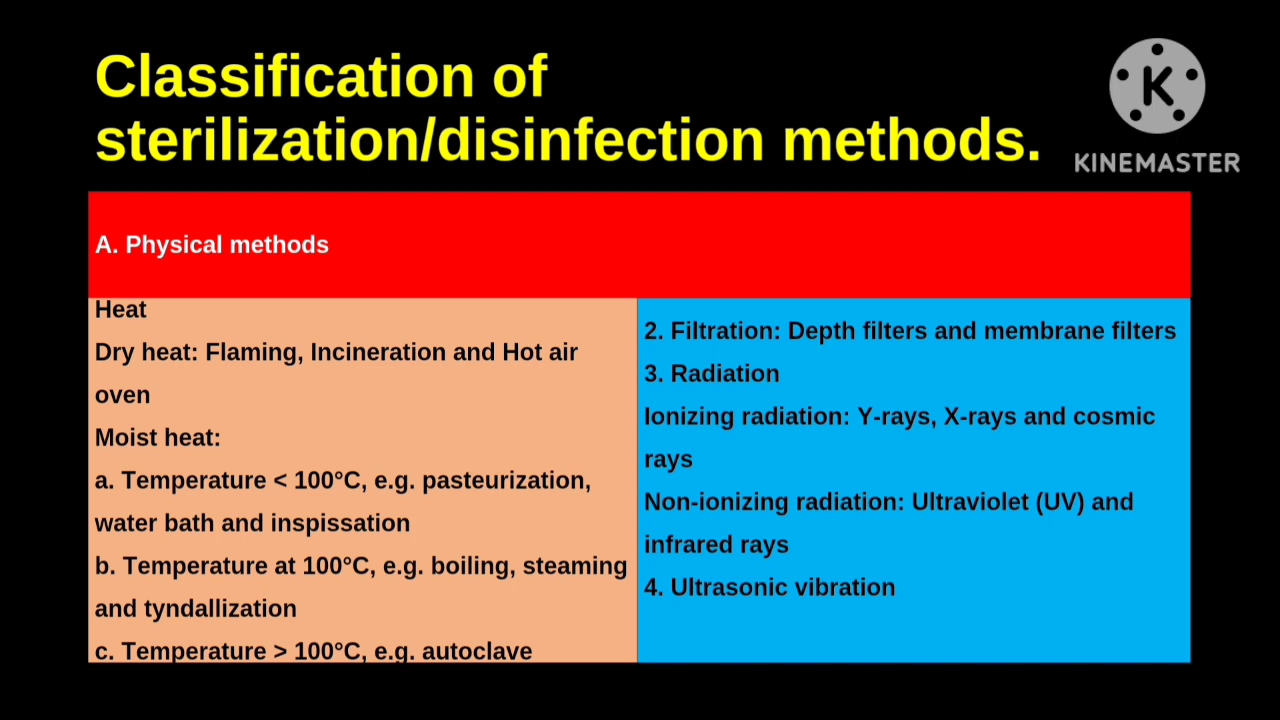 Classification of
sterilization/disinfection methods.
K
KINEMASTER
A. Physical methods
Heat
Dry heat: Flaming, Incineration and Hot air
oven
Moist heat:
a. Temperature < 100°C, e.g. pasteurization,
water bath and inspissation
b. Temperature at 100°C, e.g. boiling, steaming
and tyndallization
c. Temperature > 100°C, e.g. autoclave
2. Filtration: Depth filters and membrane filters
3. Radiation
Ionizing radiation: Y-rays, X-rays and cosmic
rays
Non-ionizing radiation: Ultraviolet (UV) and
infrared rays
4. Ultrasonic vibration